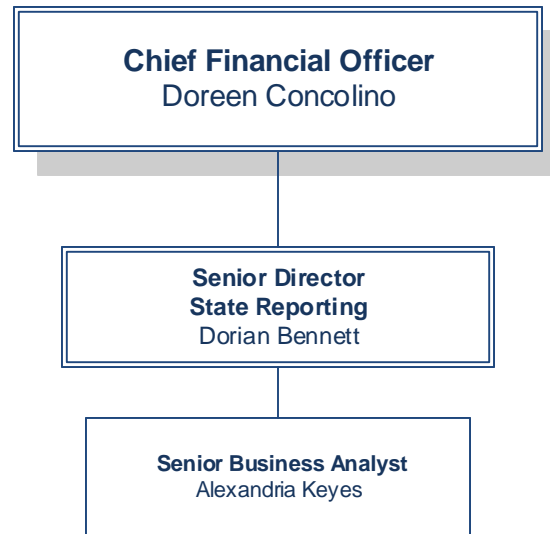 Chief Financial Officer
Doreen Concolino
Senior Director
State Reporting
Dorian Bennett
Senior Business Analyst
Alexandria Keyes